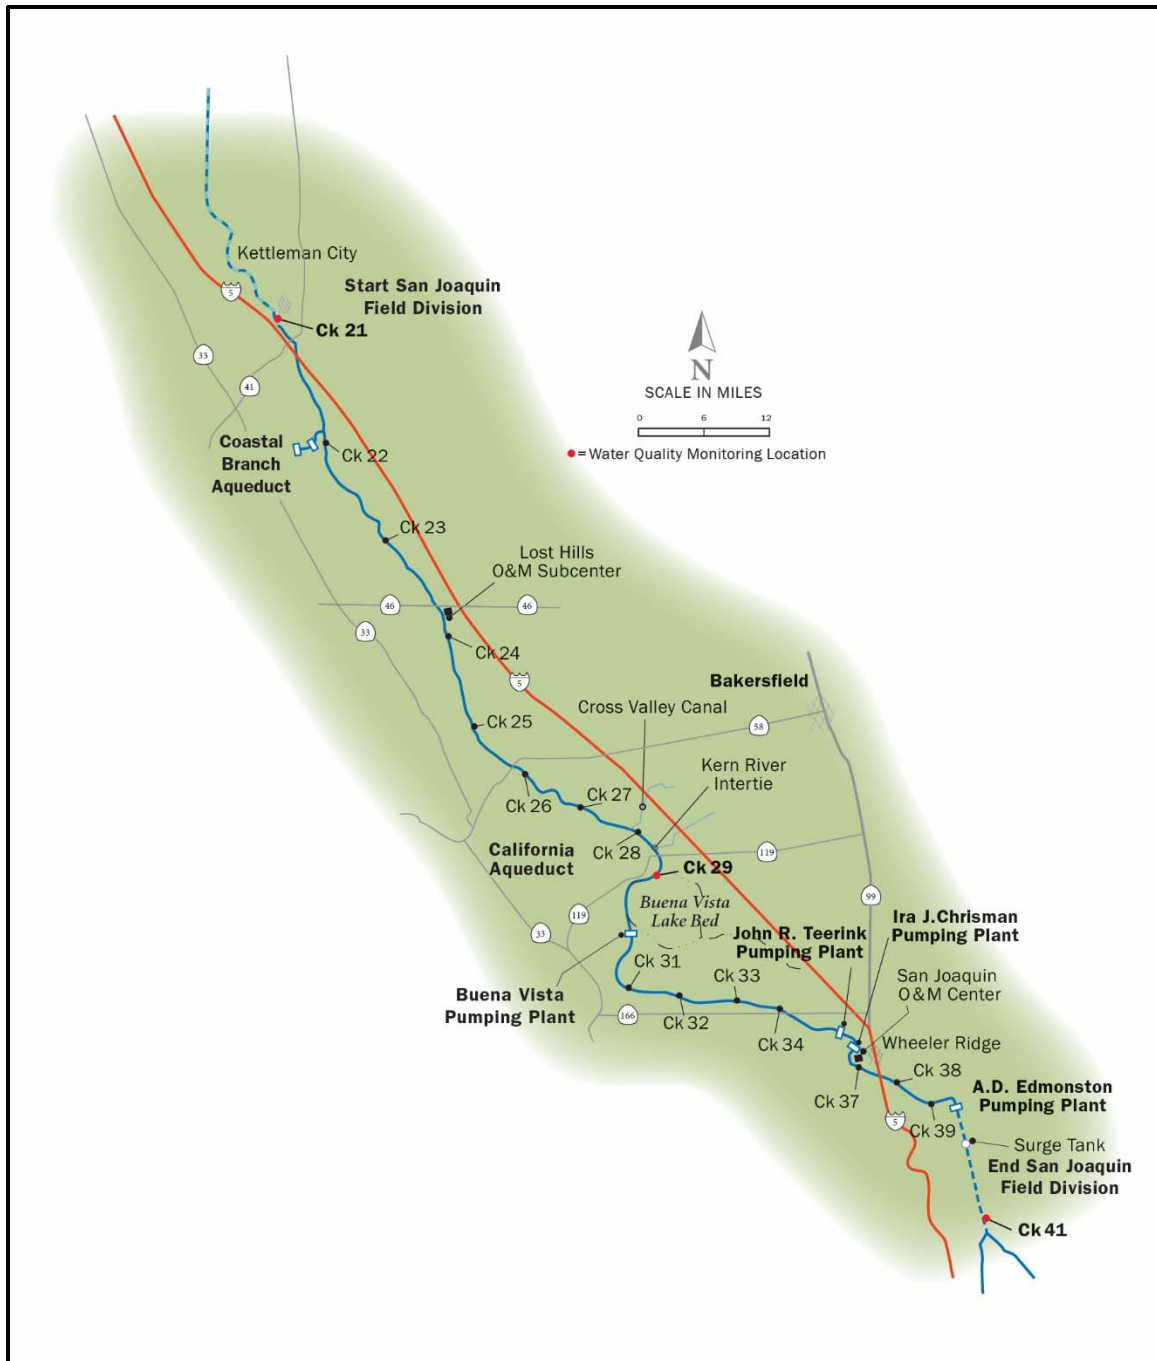 Kettleman City
Start San Joaquin
Field Division
5
Ck 21
33
41
N
SCALE IN MILES
0 6 12
= Water Quality Monitoring Location
Coastal
Branch
Aqueduct
Ck 22
Ck 23
Lost Hills
O&M Subcenter
46
46
33
Ck 24
5
Bakersfield
Cross Valley Canal
58
Ck 25
Kern River
Intertie
Ck 26
Ck 27
Ck 28
California
Aqueduct
119
Ck 29
99
Buena Vista
Lake Bed
119
33
John R. Teerink
Pumping Plant
Ira J.Chrisman
Pumping Plant
Ck 31
Ck 33
San Joaquin
O&M Center
Buena Vista
Pumping Plant
166
Ck 32
Ck 34
Wheeler Ridge
Ck 38
Ck 37
A.D. Edmonston
Pumping Plant
5
Ck 39
Surge Tank
End San Joaquin
Field Division
Ck 41